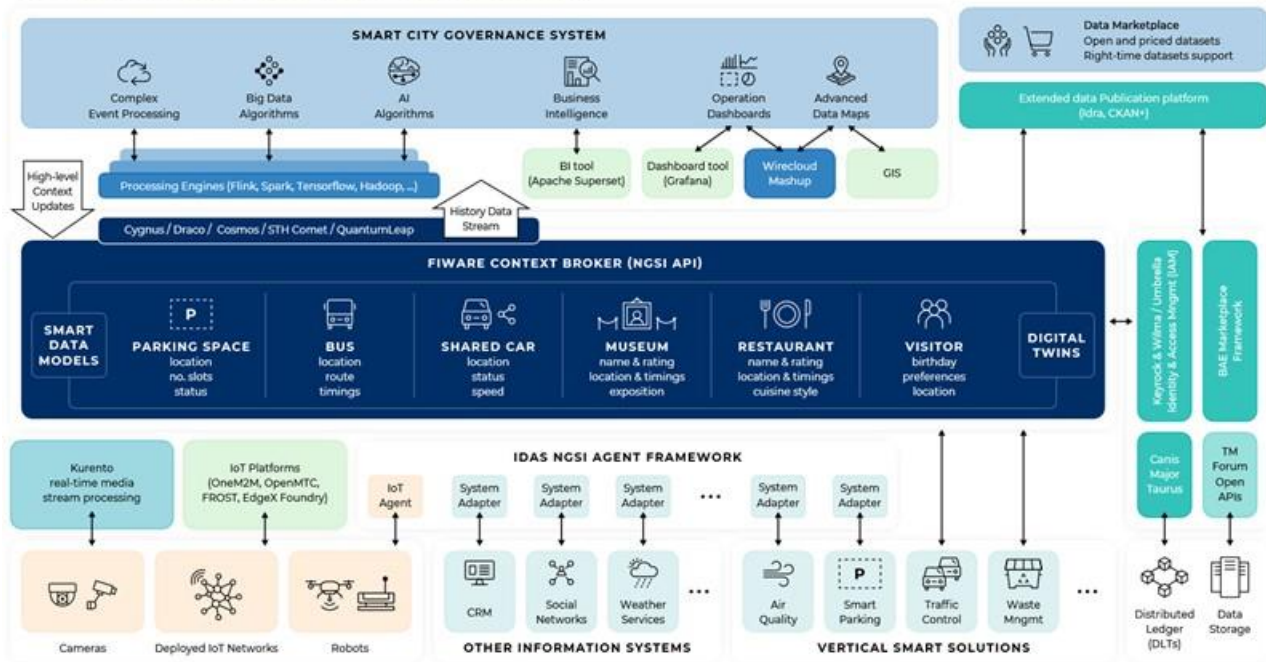 SMART CITY GOVERNANCE SYSTEM
Complex
Event Processing
Big Data
Algorithms
AI
Algorithms
Business
Intelligence
Operation
Dashboards
Advanced
Data Maps
Data Marketplace
Open and priced datasets
Right-time datasets support
Extended data Publication platform
(Idra, CKAN+)
High-level
Context
Updates
Processing Engines (Flink, Spark, Tensorflow, Hadoop, ...)
BI tool
(Apache Superset)
Dashboard tool
(Grafana)
Wirecloud
Mashup
GIS
History Data
Stream
Cygnus / Draco / Cosmos / STH Comet / QuantumLeap
FIWARE CONTEXT BROKER (NGSI API)
SMART
DATA
MODELS
P
PARKING SPACE
location
no. slots
status
BUS
location
route
timings
SHARED CAR
location
status
speed
MUSEUM
name & rating
location & timings
exposition
RESTAURANT
name & rating
location & timings
cuisine style
VISITOR
birthday
preferences
location
DIGITAL
TWINS
Keyrock & Wilma / Umbrella
Identity & Access Mngmt (IAM)
BAE Marketplace
Framework
Kurento
real-time media
stream processing
IoT Platforms
(OneM2M, OpenMTC,
FROST, EdgeX Foundry)
IDAS NGSI AGENT FRAMEWORK
IoT
Agent
System
Adapter
System
Adapter
System
Adapter
...
System
Adapter
System
Adapter
Canis
Major
Taurus
TM
Forum
Open
APIs
Cameras
Deployed IoT Networks
Robots
CRM
Social
Networks
Weather
Services
...
OTHER INFORMATION SYSTEMS
Air
Quality
P
Smart
Parking
Traffic
Control
Waste
Mngmt
...
VERTICAL SMART SOLUTIONS
Distributed
Ledger
(DLTs)
Data
Storage